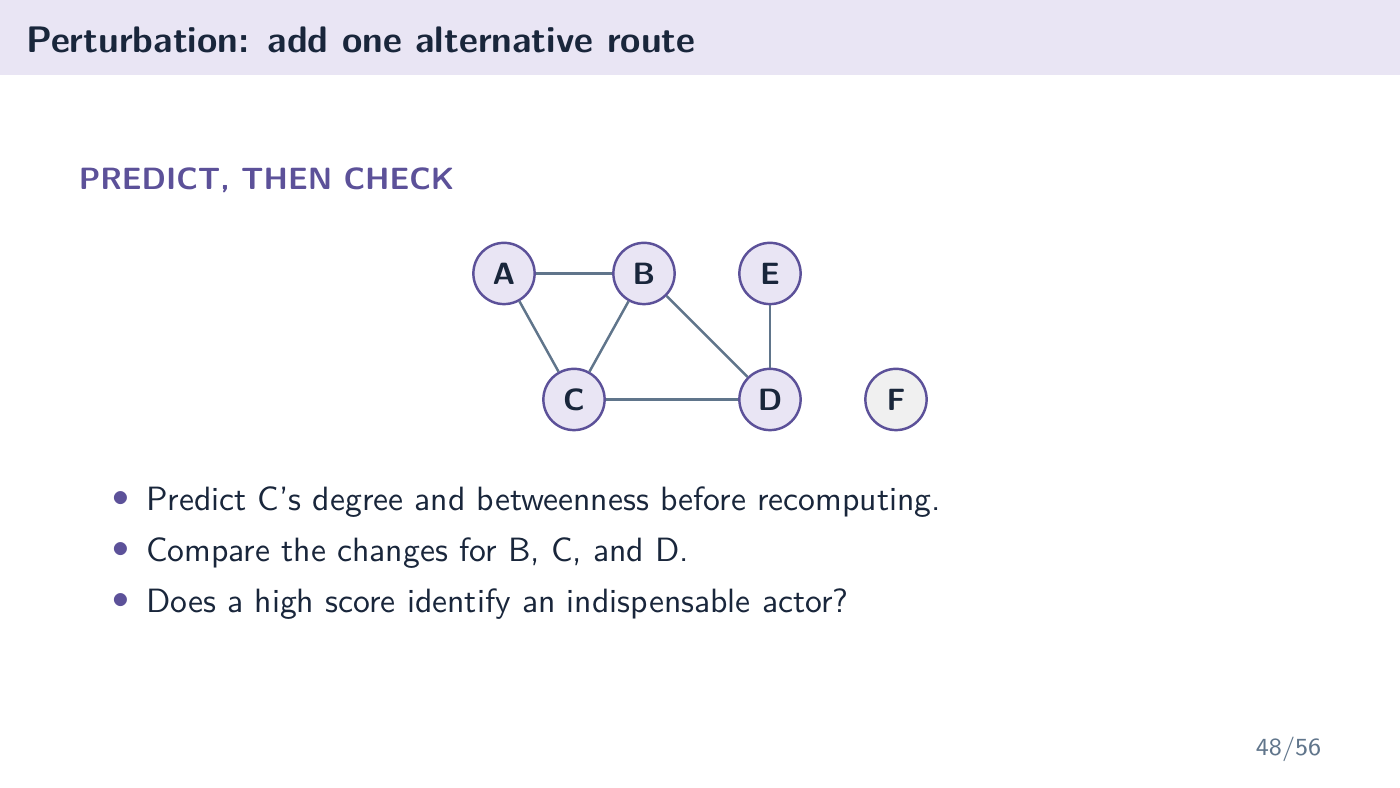 Perturbation: add one alternative route
PREDICT, THEN CHECK
A B E
C D F
• Predict C's degree and betweenness before recomputing.
• Compare the changes for B, C, and D.
• Does a high score identify an indispensable actor?
48/56